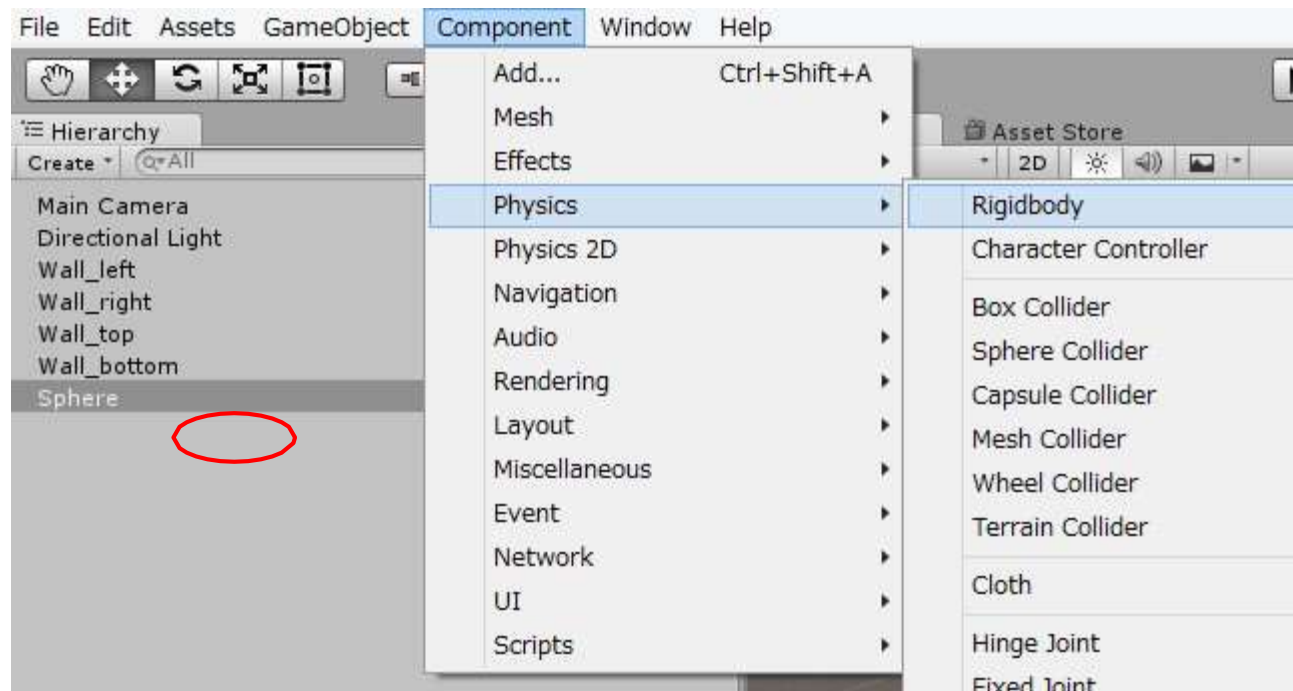 File Edit Assets GameObject Component Window Help
Hierarchy
Create All
Main Camera
Directional Light
Wall_left
Wall_right
Wall_top
Wall_bottom
Sphere
Add... Ctrl+Shift+A
Mesh
Effects
Physics
Physics 2D
Navigation
Audio
Rendering
Layout
Miscellaneous
Event
Network
UI
Scripts
Asset Store
2D
Rigidbody
Character Controller
Box Collider
Sphere Collider
Capsule Collider
Mesh Collider
Wheel Collider
Terrain Collider
Cloth
Hinge Joint
Fixed Joint